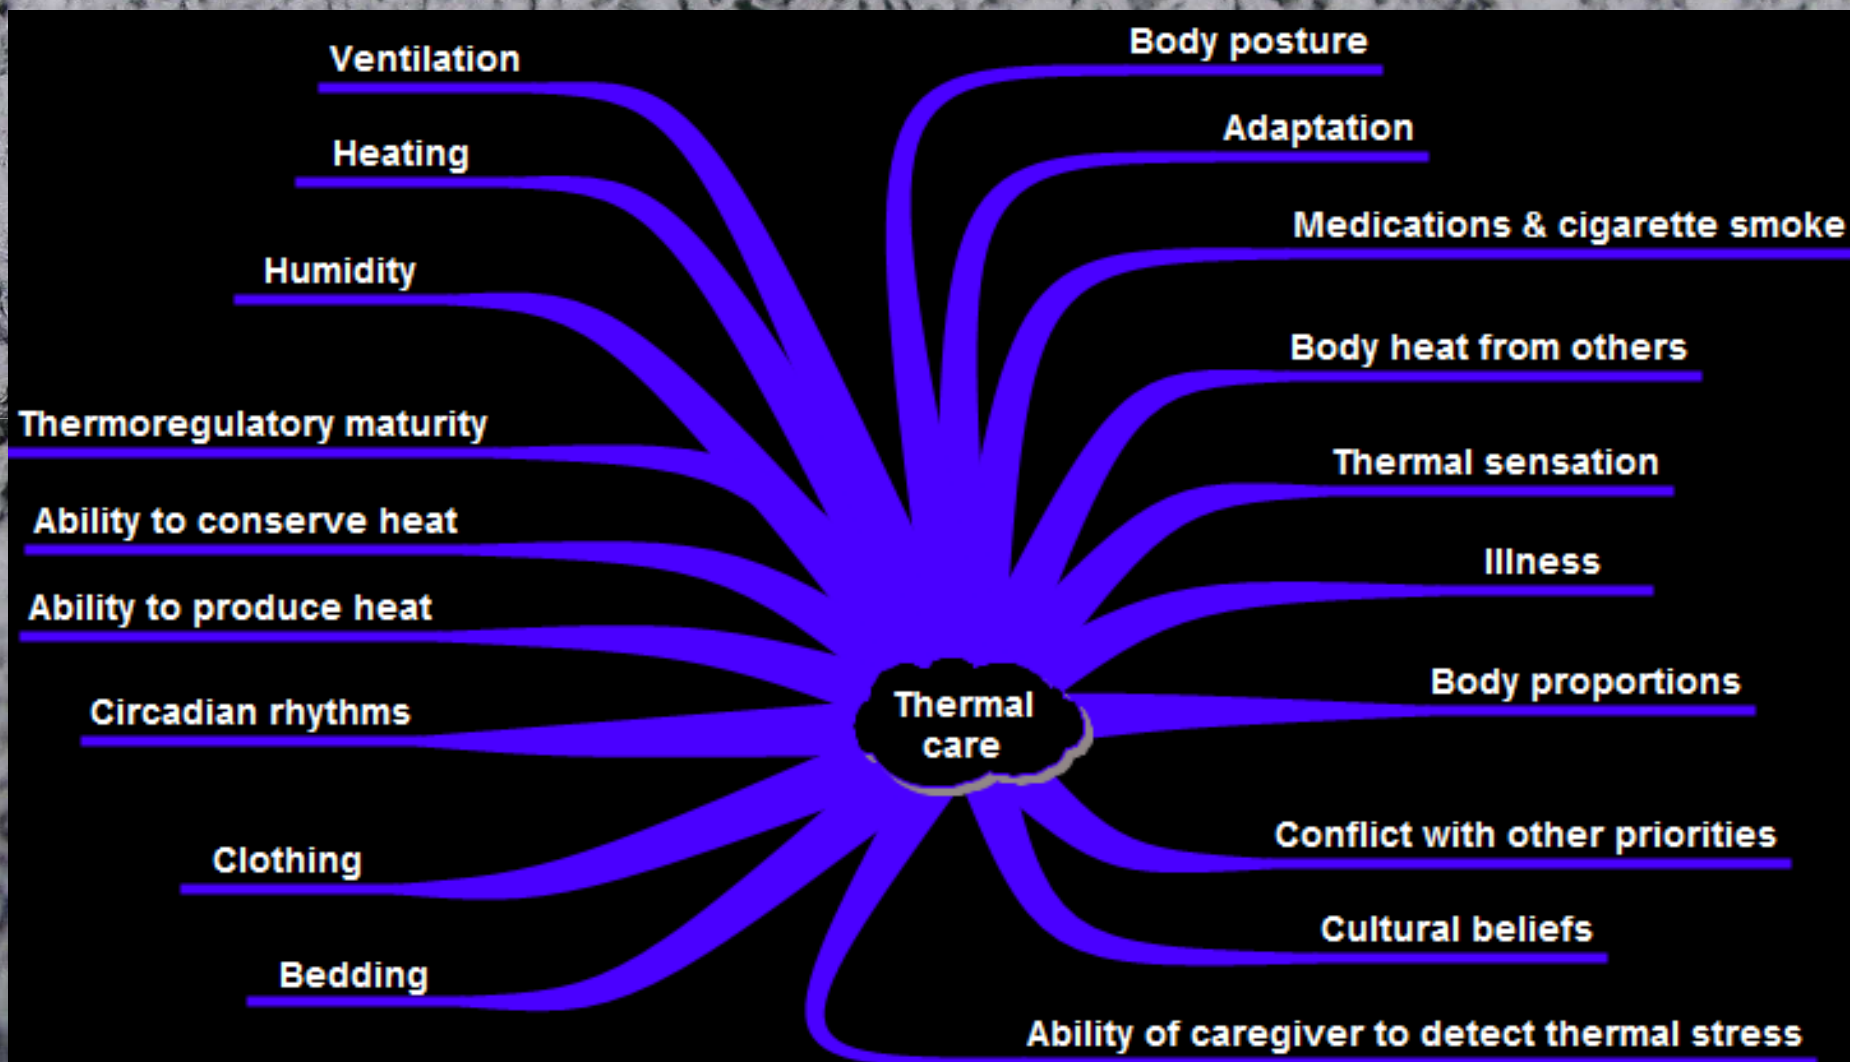 Ventilation
Heating
Humidity
Thermoregulatory maturity
Ability to conserve heat
Ability to produce heat
Circadian rhythms
Clothing
Bedding
Thermal
care
Body posture
Adaptation
Medications & cigarette smoke
Body heat from others
Thermal sensation
Illness
Body proportions
Conflict with other priorities
Cultural beliefs
Ability of caregiver to detect thermal stress